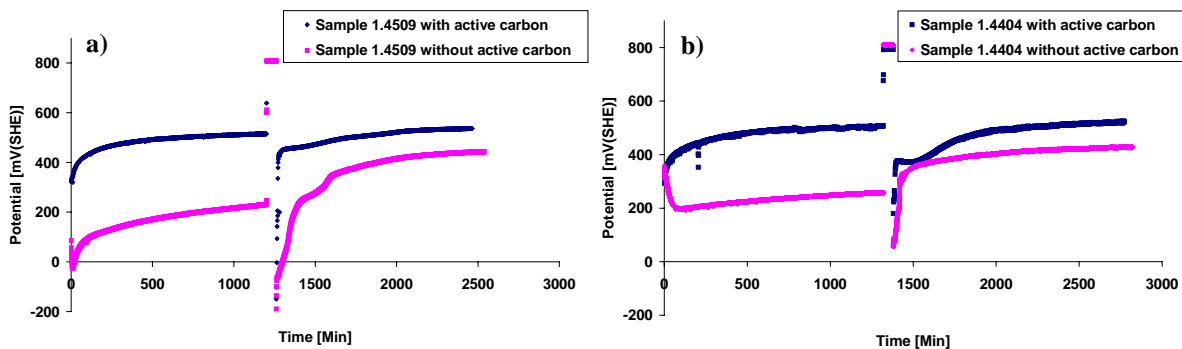 a)
Sample 1.4509 with active carbon
Sample 1.4509 without active carbon
Potential [mV(SHE)]
800
600
400
200
0
-200
0 500 1000 1500 2000 2500 3000
Time [Min]
b)
Sample 1.4404 with active carbon
Sample 1.4404 without active carbon
Potential [mV(SHE)]
800
600
400
200
0
-200
0 500 1000 1500 2000 2500 3000
Time [Min]